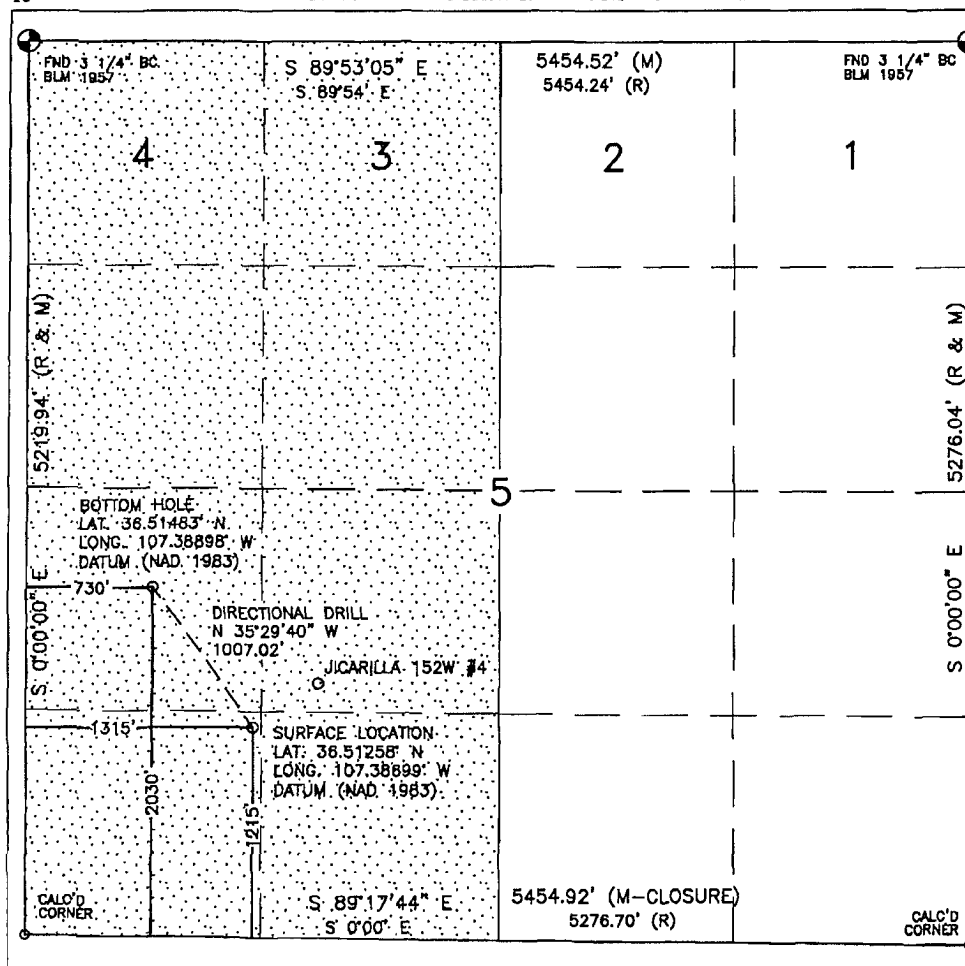 FND 3 1/4" BC
BLM 1957
S 89°53'05" E
S 89°54' E
5454.52' (M)
5454.24' (R)
FND 3 1/4" BC
BLM 1957
4
3
2
1
5219.94' (R & M)
S 0°00'00" E
5276.04' (R & M)
S 0°00'00" E
5
BOTTOM HOLE
LAT. 36.51483° N
LONG. 107.38898° W
DATUM (NAD 1983)
730'
DIRECTIONAL DRILL
N 35°29'40" W
1007.02'
JICARILLA 152W #4
1315'
SURFACE LOCATION
LAT. 36.51258° N
LONG. 107.38699° W
DATUM (NAD 1983)
2030'
1215'
CALC'D
CORNER
S 89°17'44" E
S 0°00' E
5454.92' (M-CLOSURE)
5276.70' (R)
CALC'D
CORNER